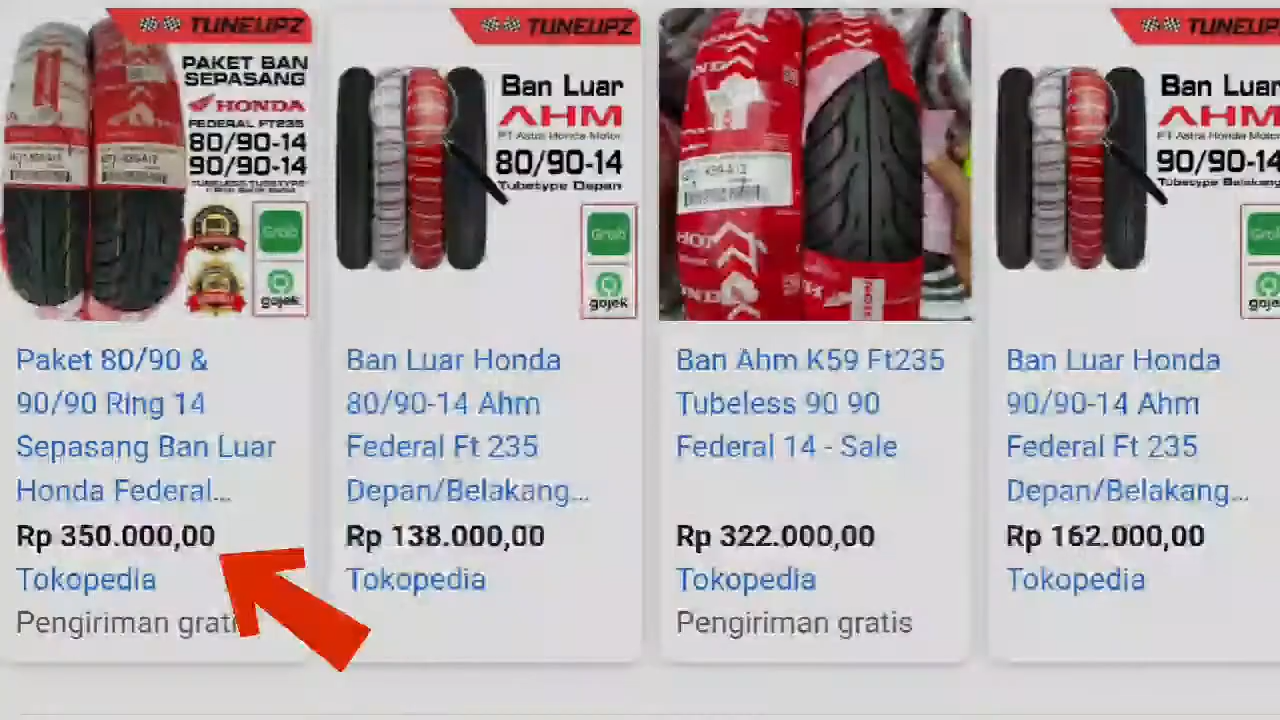 TUNEUPZ
PAKET BAN
SEPASANG
HONDA
FEDERAL FT235
80/90-14
90/90-14
TUBELESS TUBETYPE
Grab
gojek
Paket 80/90 &
90/90 Ring 14
Sepasang Ban Luar
Honda Federal...
Rp 350.000,00
Tokopedia
Pengiriman grati
TUNEUPZ
Ban Luar
AHM
PT Astra Honda Motor
80/90-14
Tubetype Depan
Grab
gojek
Ban Luar Honda
80/90-14 Ahm
Federal Ft 235
Depan/Belakang...
Rp 138.000,00
Tokopedia
Ban Ahm K59 Ft235
Tubeless 90 90
Federal 14 - Sale
Rp 322.000,00
Tokopedia
Pengiriman gratis
TUNEUP
Ban Luar
AHM
PT Astra Honda Motor
90/90-14
Tubetype Belakang
Gra
goje
Ban Luar Honda
90/90-14 Ahm
Federal Ft 235
Depan/Belakang...
Rp 162.000,00
Tokopedia